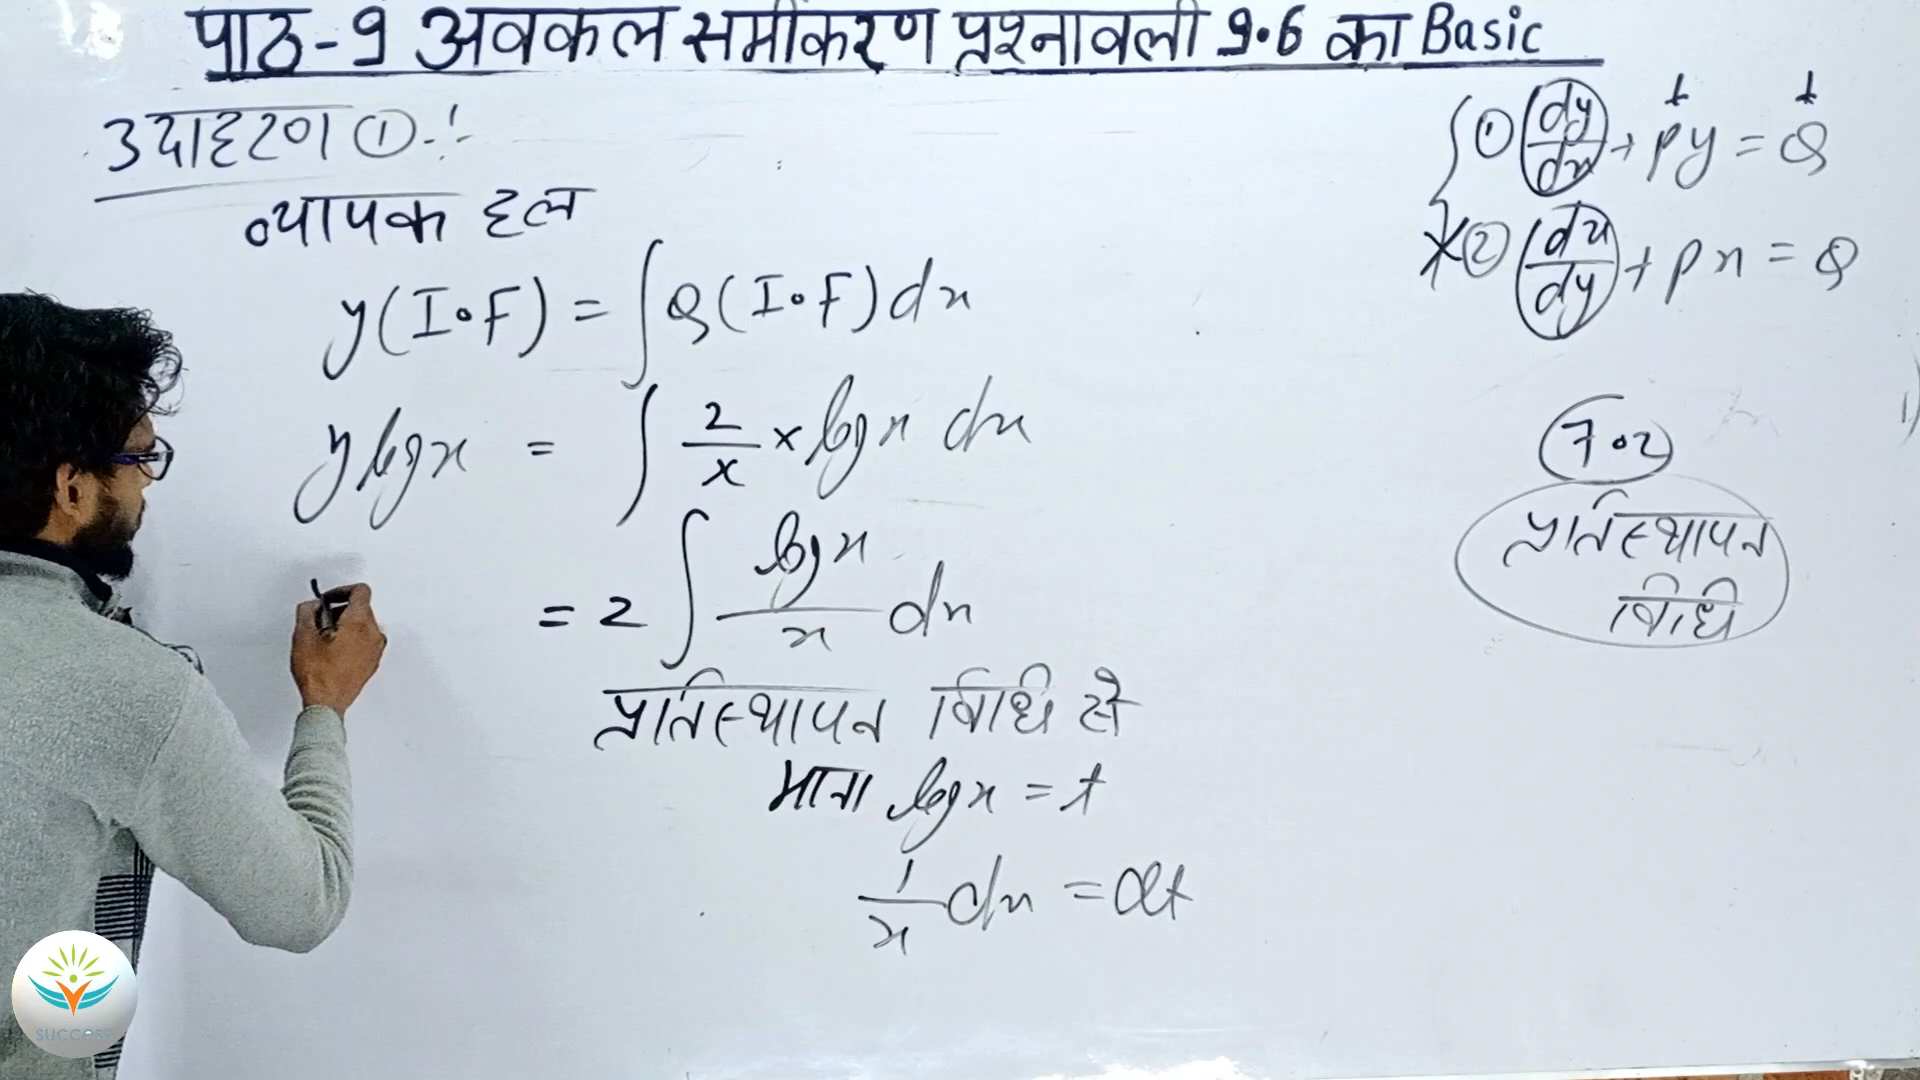 पाठ-9 अवकल समीकरण प्रश्नावली 9.6 का Basic
उदाहरण ① :-
व्यापक हल
y(I.F) = ∫Q(I.F)dx
y log x = ∫ 2/x × log x dx
= 2 ∫ log x / x dx
प्रतिस्थापन विधि से
माना log x = t
1/x dx = dt
① dy/dx + Py = Q
② dx/dy + Px = Q
7.2
प्रतिस्थापन
विधि
SUCCESS